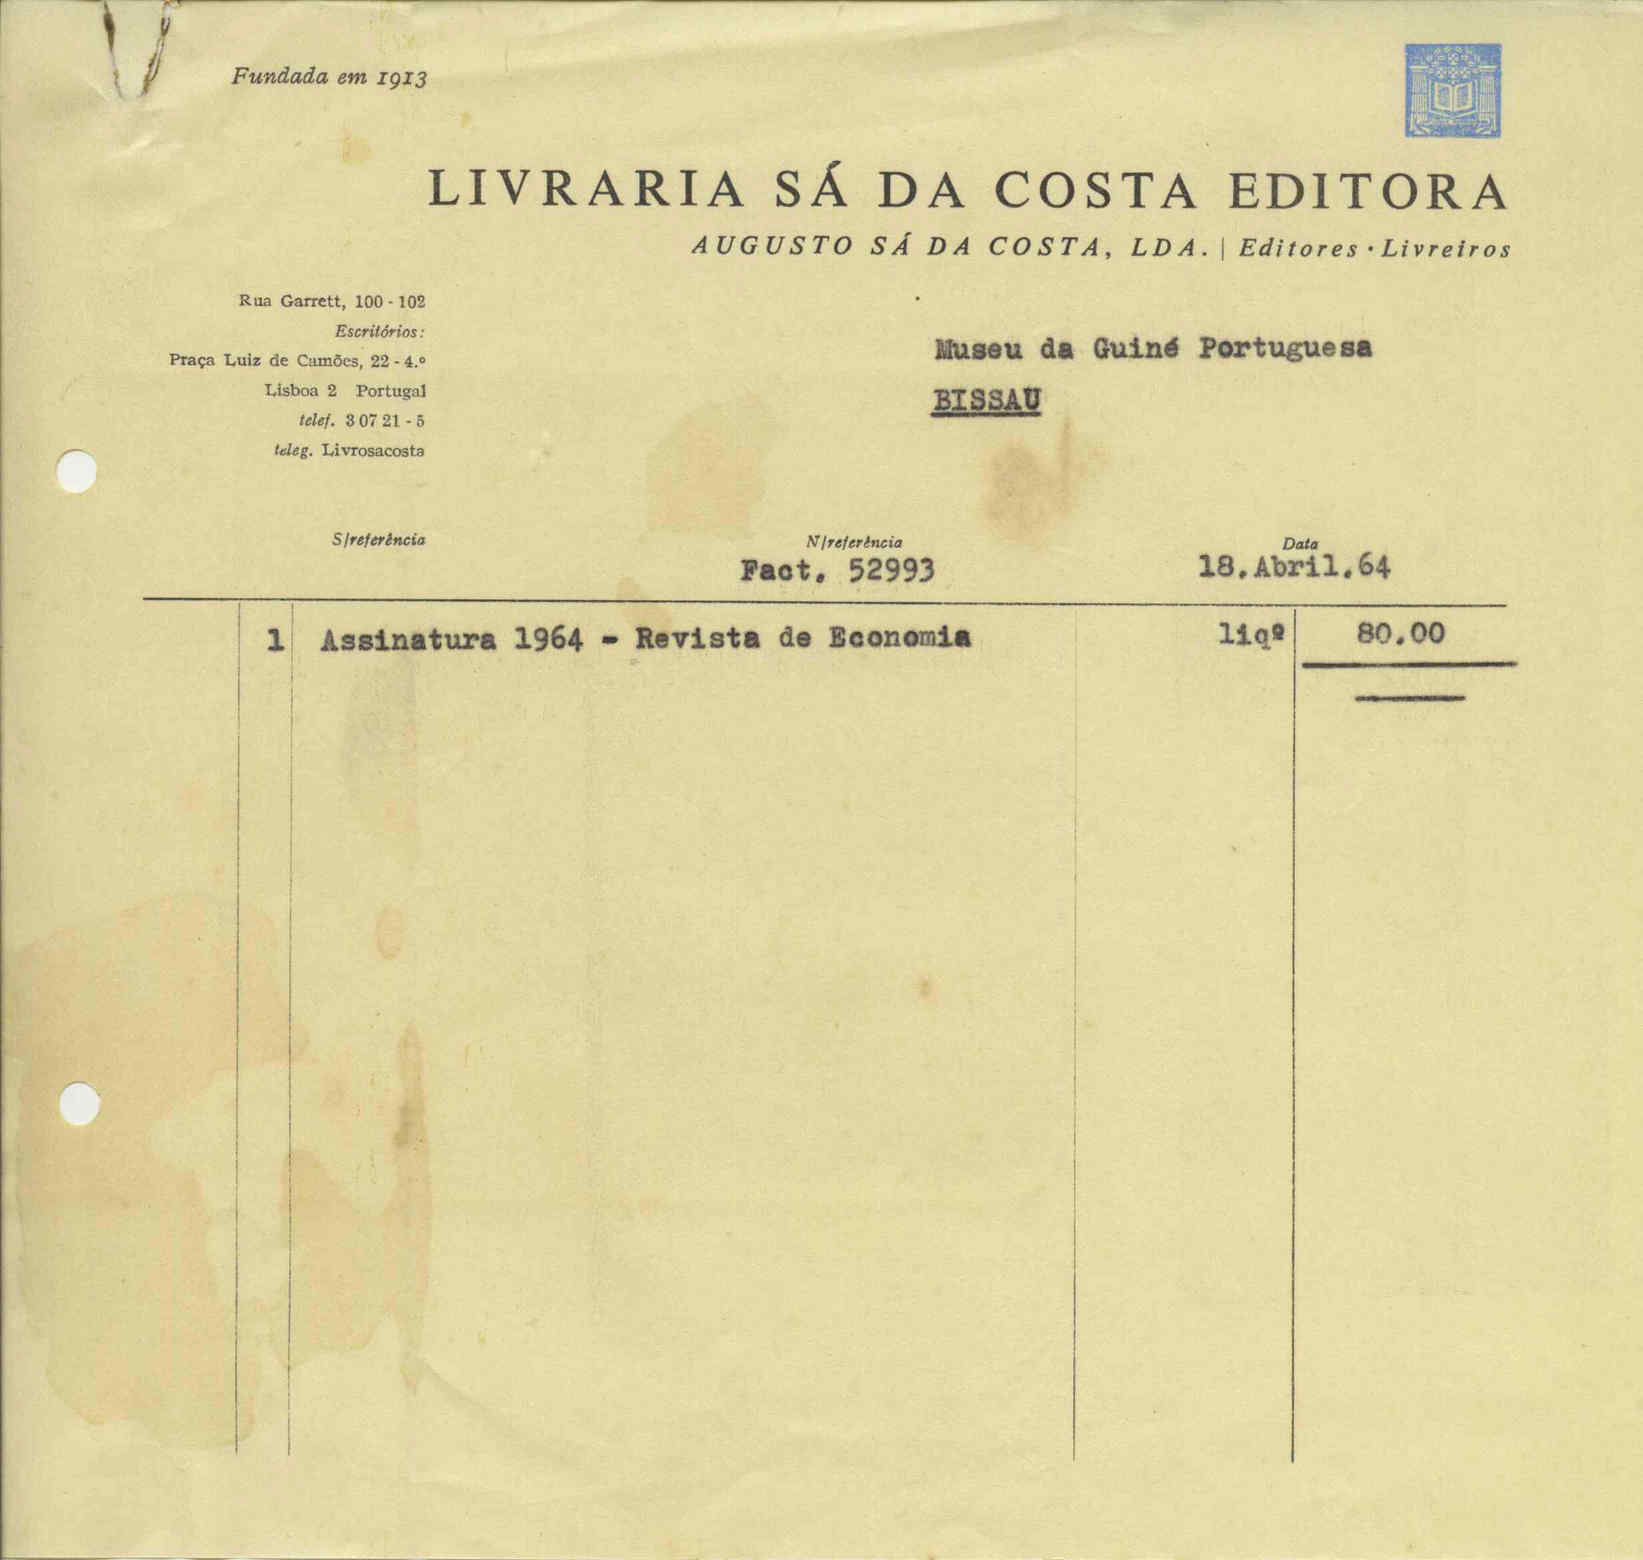 Fundada em 1913
LIVRARIA SÁ DA COSTA EDITORA
AUGUSTO SÁ DA COSTA, LDA. | Editores · Livreiros
Rua Garrett, 100 - 102
Escritórios:
Praça Luiz de Camões, 22 - 4.º
Lisboa 2 Portugal
telef. 3 07 21 - 5
teleg. Livrosacosta
Museu da Guiné Portuguesa
BISSAU
S/referência
N/referência
Fact. 52993
Data
18.Abril.64
1 Assinatura 1964 - Revista de Economia liqº 80.00